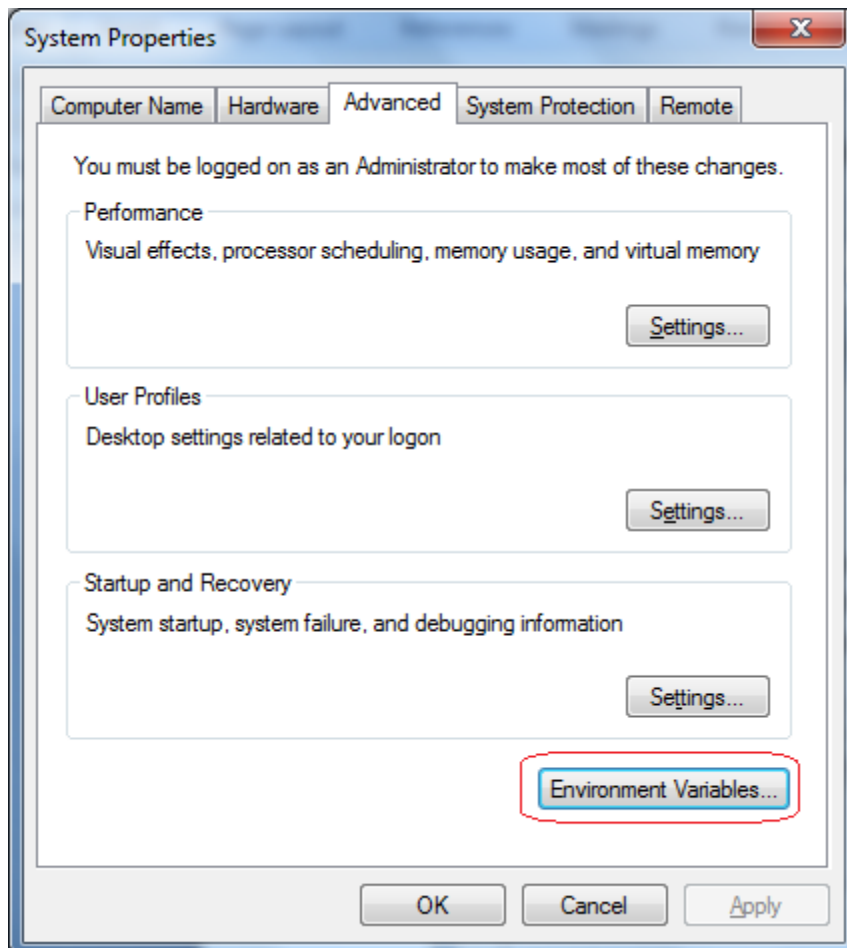 System Properties
Computer Name Hardware Advanced System Protection Remote
You must be logged on as an Administrator to make most of these changes.
Performance
Visual effects, processor scheduling, memory usage, and virtual memory
Settings...
User Profiles
Desktop settings related to your logon
Settings...
Startup and Recovery
System startup, system failure, and debugging information
Settings...
Environment Variables...
OK Cancel Apply